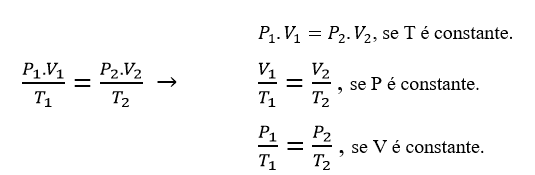 P₁.V₁ = P₂.V₂, se T é constante.
P₁.V₁/T₁ = P₂.V₂/T₂ →
V₁/T₁ = V₂/T₂ , se P é constante.
P₁/T₁ = P₂/T₂ , se V é constante.